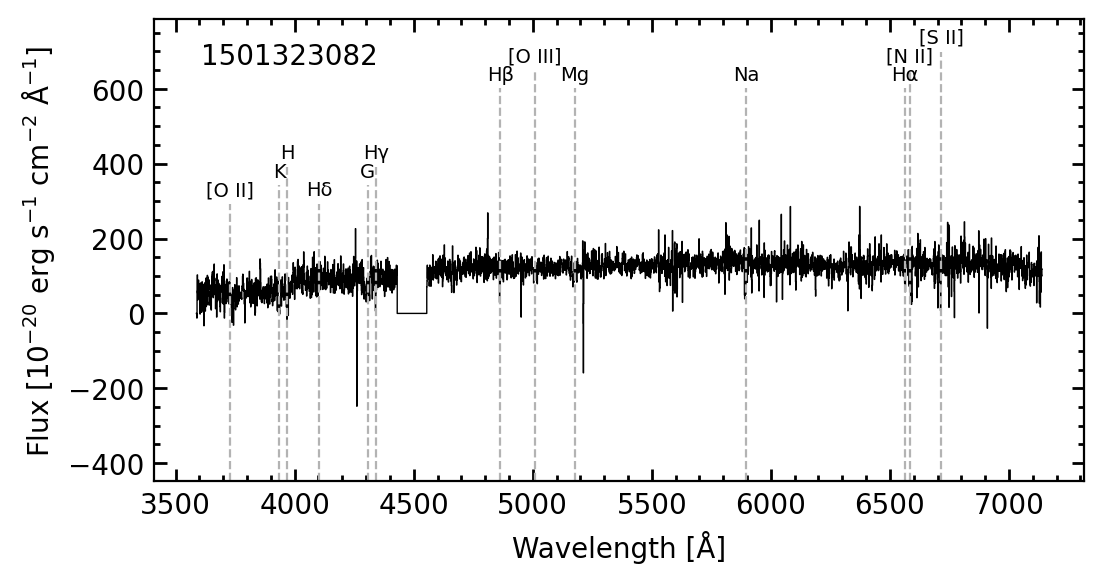 1501323082
[S II]
[O III]
[N II]
Hβ
Mg
Na
Hα
H
Hγ
K
G
[O II]
Hδ
600
400
200
0
−200
−400
Flux [10⁻²⁰ erg s⁻¹ cm⁻² Å⁻¹]
3500 4000 4500 5000 5500 6000 6500 7000
Wavelength [Å]